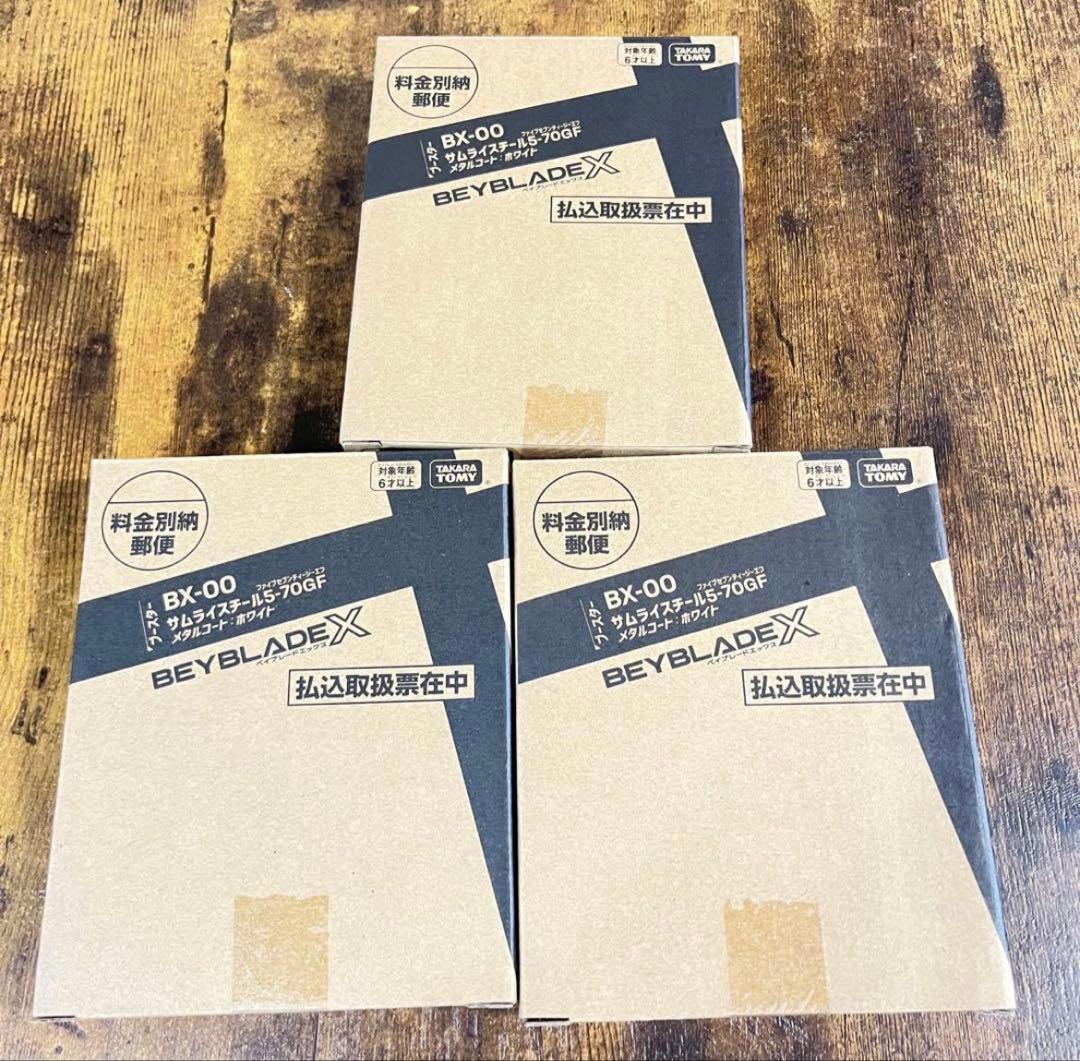 料金別納
郵便
対象年齢
6才以上
TAKARA
TOMY
ブースター
BX-00
ファイブセブンティージーエフ
サムライスチール5-70GF
メタルコート:ホワイト
BEYBLADE X
ベイブレードエックス
払込取扱票在中
料金別納
郵便
対象年齢
6才以上
TAKARA
TOMY
ブースター
BX-00
ファイブセブンティージーエフ
サムライスチール5-70GF
メタルコート:ホワイト
BEYBLADE X
ベイブレードエックス
払込取扱票在中
料金別納
郵便
対象年齢
6才以上
TAKARA
TOMY
ブースター
BX-00
ファイブセブンティージーエフ
サムライスチール5-70GF
メタルコート:ホワイト
BEYBLADE X
ベイブレードエックス
払込取扱票在中